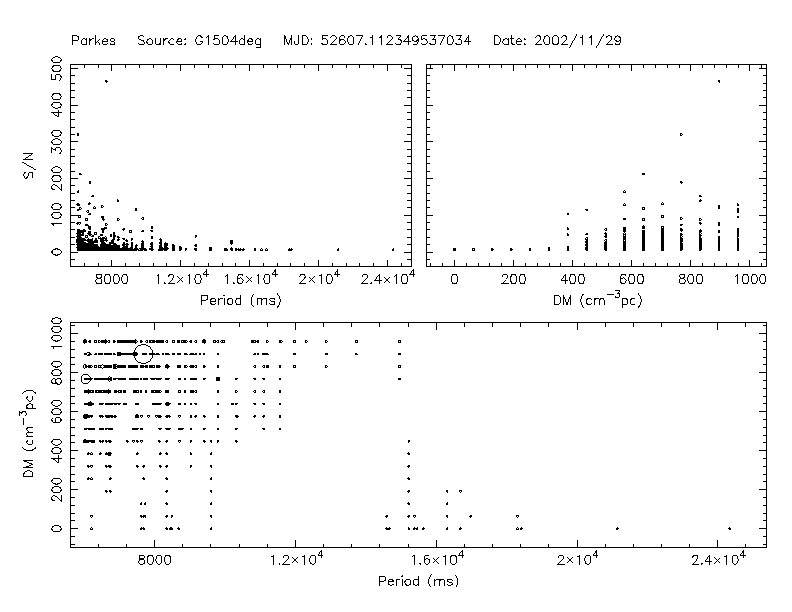 Parkes Source: G1504deg MJD: 52607.112349537034 Date: 2002/11/29
S/N
500
400
300
200
100
0
8000 1.2×10⁴ 1.6×10⁴ 2×10⁴ 2.4×10⁴
Period (ms)
0 200 400 600 800 1000
DM (cm⁻³pc)
DM (cm⁻³pc)
1000
800
600
400
200
0
8000 1.2×10⁴ 1.6×10⁴ 2×10⁴ 2.4×10⁴
Period (ms)